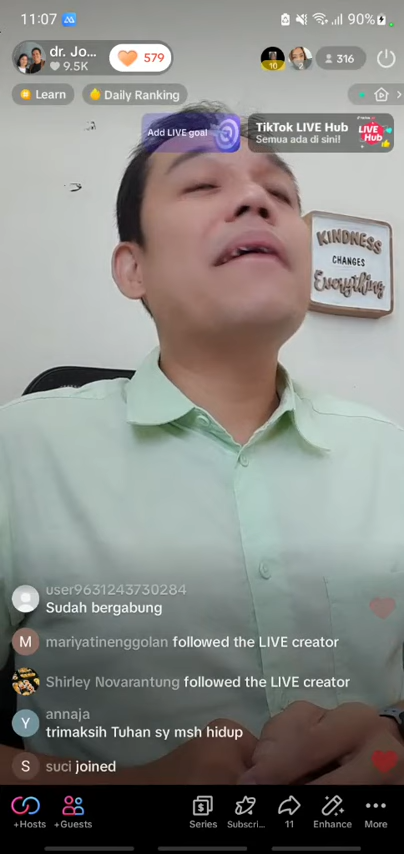 11:07
90%
dr. Jo...
9.5K
579
10
2
316
Learn
Daily Ranking
Add LIVE goal
TikTok LIVE Hub
Semua ada di sini!
LIVE
Hub
KINDNESS
CHANGES
Everything
user9631243730284
Sudah bergabung
M
mariyatinenggolan followed the LIVE creator
Shirley Novarantung followed the LIVE creator
annaja
Y
trimaksih Tuhan sy msh hidup
S
suci joined
+Hosts
+Guests
Series
Subscri...
11
Enhance
More